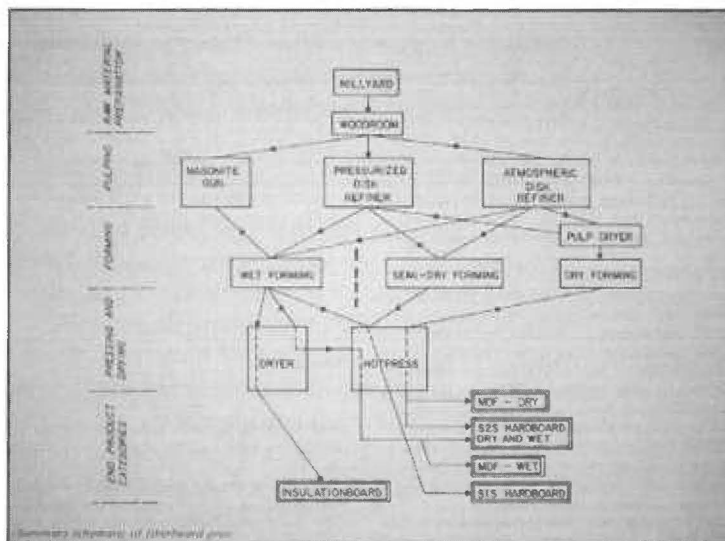 RAW MATERIAL
PREPARATION
PULPING
FORMING
PRESSING AND
DRYING
END PRODUCT
CATEGORIES
MILLYARD
WOODROOM
MASONITE
GUN
PRESSURIZED
DISK
REFINER
ATMOSPHERIC
DISK
REFINER
PULP DRYER
WET FORMING
SEMI-DRY FORMING
DRY FORMING
DRYER
HOTPRESS
MDF - DRY
S2S HARDBOARD
DRY AND WET
MDF - WET
S1S HARDBOARD
INSULATIONBOARD
Summary schematic of fiberboard